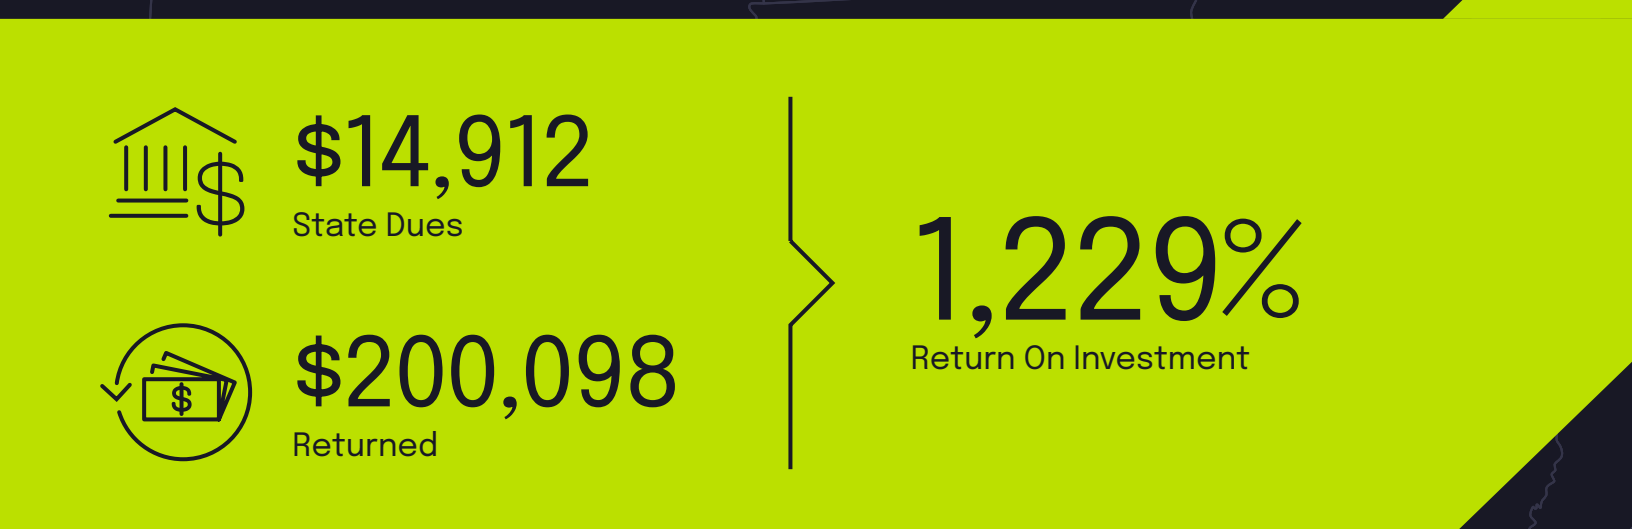 $14,912
State Dues
$200,098
Returned
1,229%
Return On Investment